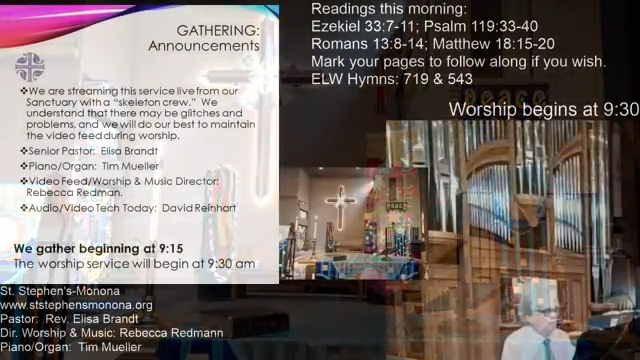 GATHERING:
Announcements
❖We are streaming this service live from our
Sanctuary with a "skeleton crew." We
understand that there may be glitches and
problems, and we will do our best to maintain
the video feed during worship.
❖Senior Pastor: Elisa Brandt
❖Piano/Organ: Tim Mueller
❖Video Feed/Worship & Music Director:
Rebecca Redman.
❖Audio/Video Tech Today: David Reinhart
We gather beginning at 9:15
The worship service will begin at 9:30 am
Readings this morning:
Ezekiel 33:7-11; Psalm 119:33-40
Romans 13:8-14; Matthew 18:15-20
Mark your pages to follow along if you wish.
ELW Hymns: 719 & 543
peace
Worship begins at 9:30
peace
St. Stephen's-Monona
www.ststephensmonona.org
Pastor: Rev. Elisa Brandt
Dir. Worship & Music: Rebecca Redmann
Piano/Organ: Tim Mueller